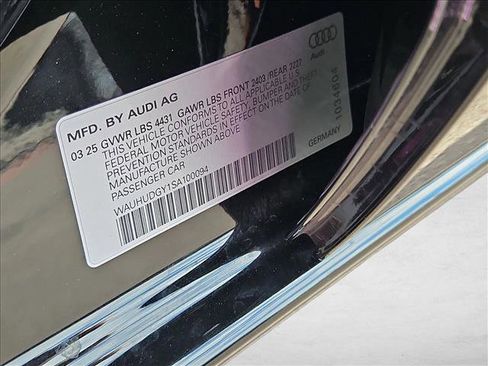 Audi
MFD. BY AUDI AG
03 25 GVWR LBS 4431 GAWR LBS FRONT 2403 /REAR 2227
THIS VEHICLE CONFORMS TO ALL APPLICABLE U.S.
FEDERAL MOTOR VEHICLE SAFETY, BUMPER AND THEFT
PREVENTION STANDARDS IN EFFECT ON THE DATE OF
MANUFACTURE SHOWN ABOVE.
PASSENGER CAR
WAUHUDGY1SA100094
GERMANY
1034604